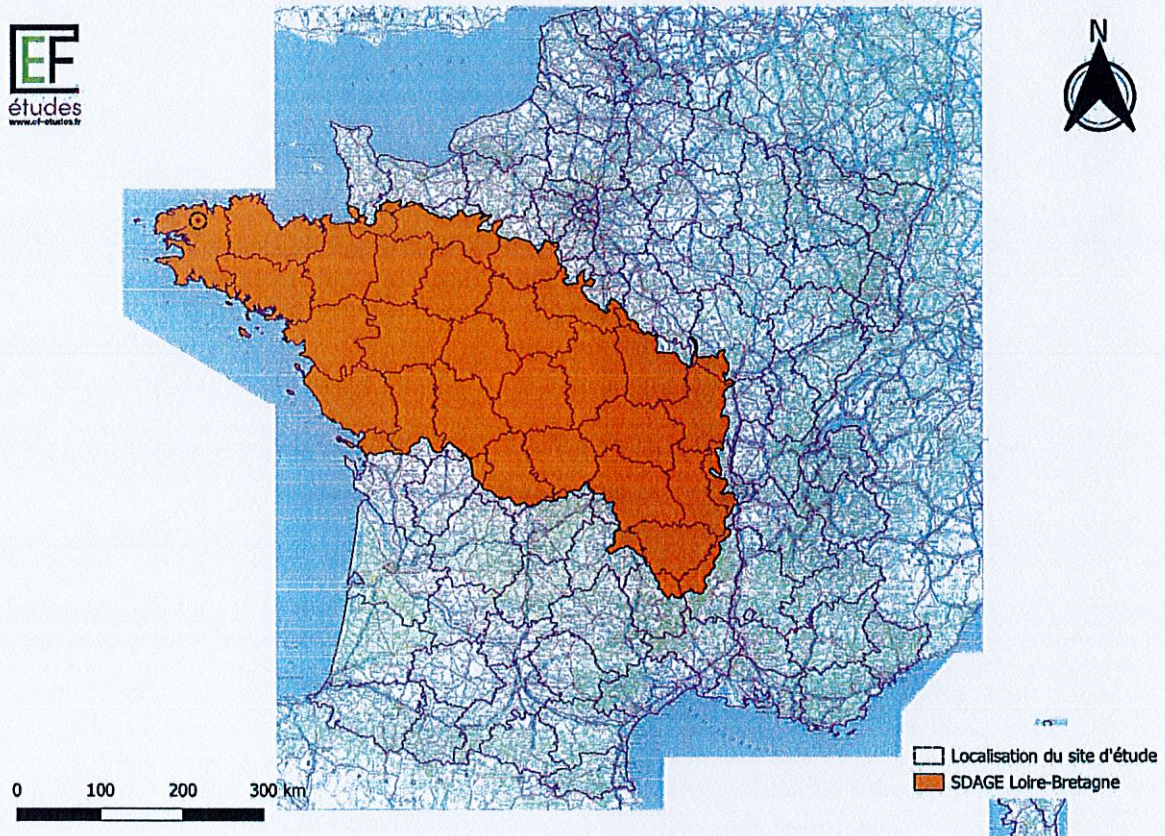 EF
études
www.ef-etudes.fr
N
0 100 200 300 km
Localisation du site d'étude
SDAGE Loire-Bretagne